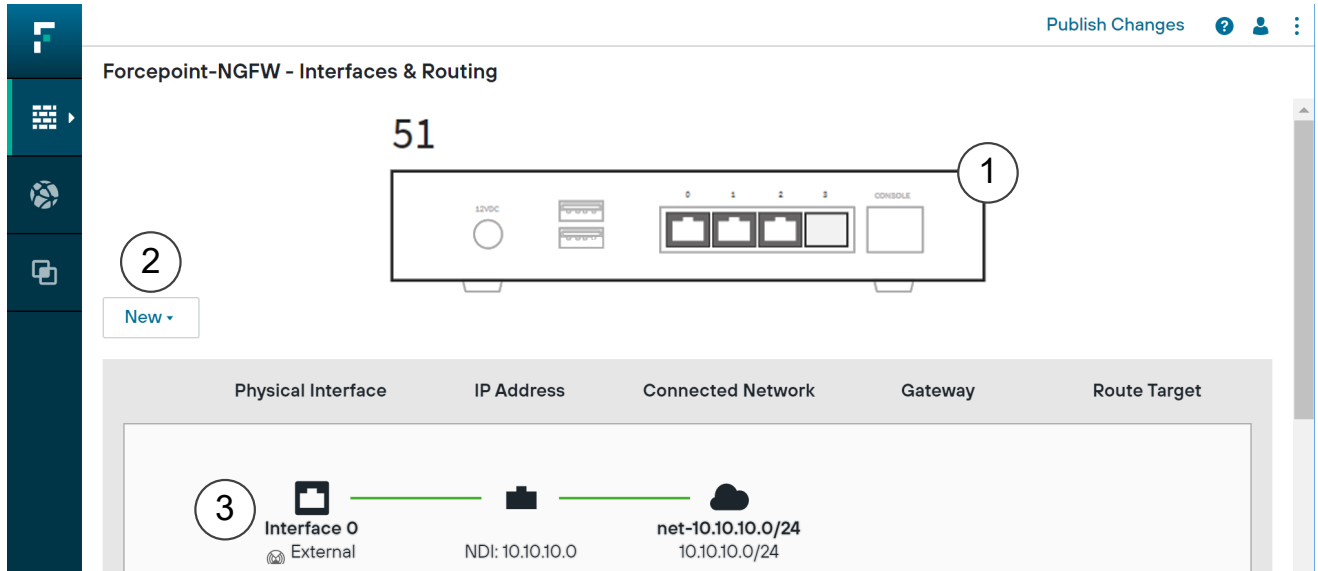 Publish Changes
Forcepoint-NGFW - Interfaces & Routing
51
1
0 1 2 3 CONSOLE
12VDC
2
New
Physical Interface IP Address Connected Network Gateway Route Target
3
Interface 0 net-10.10.10.0/24
External NDI: 10.10.10.0 10.10.10.0/24